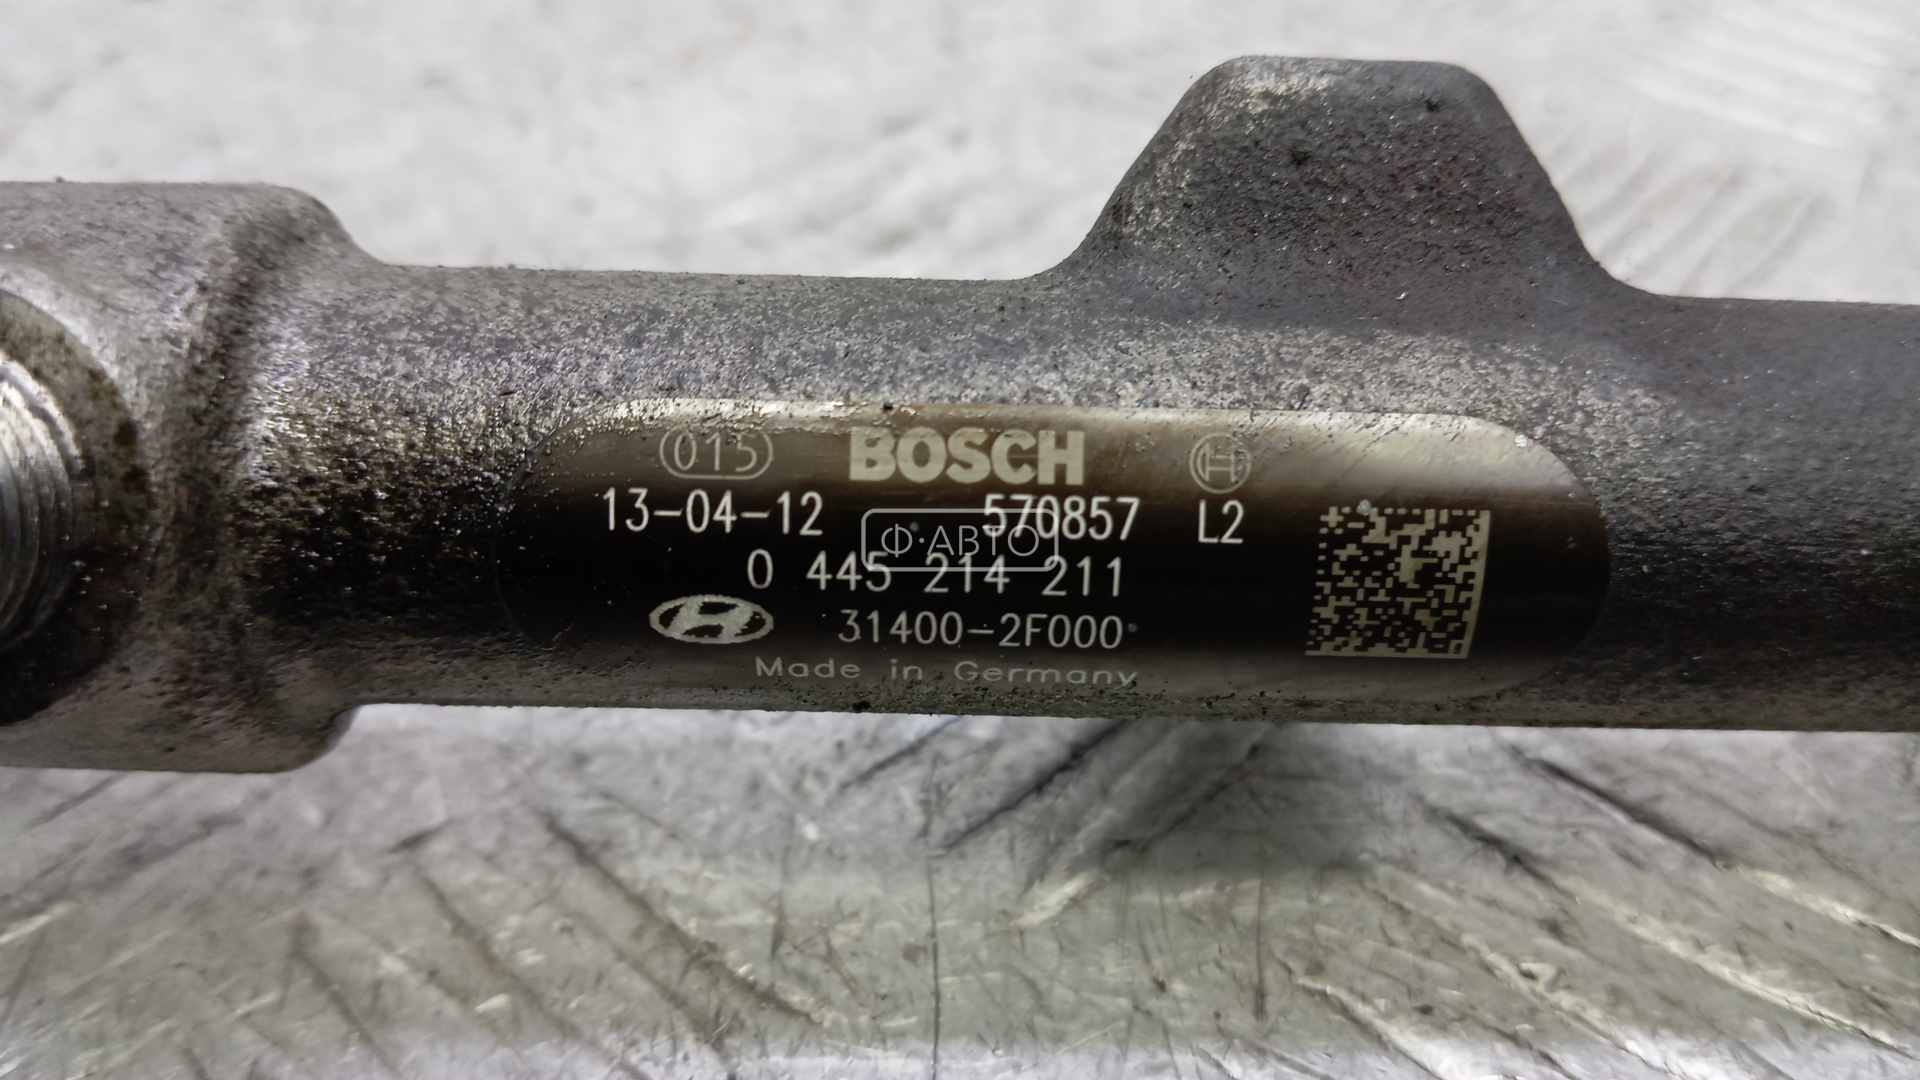 015 BOSCH
13-04-12 570857 L2
Ф·АВТО
0 445 214 211
31400-2F000
Made in Germany